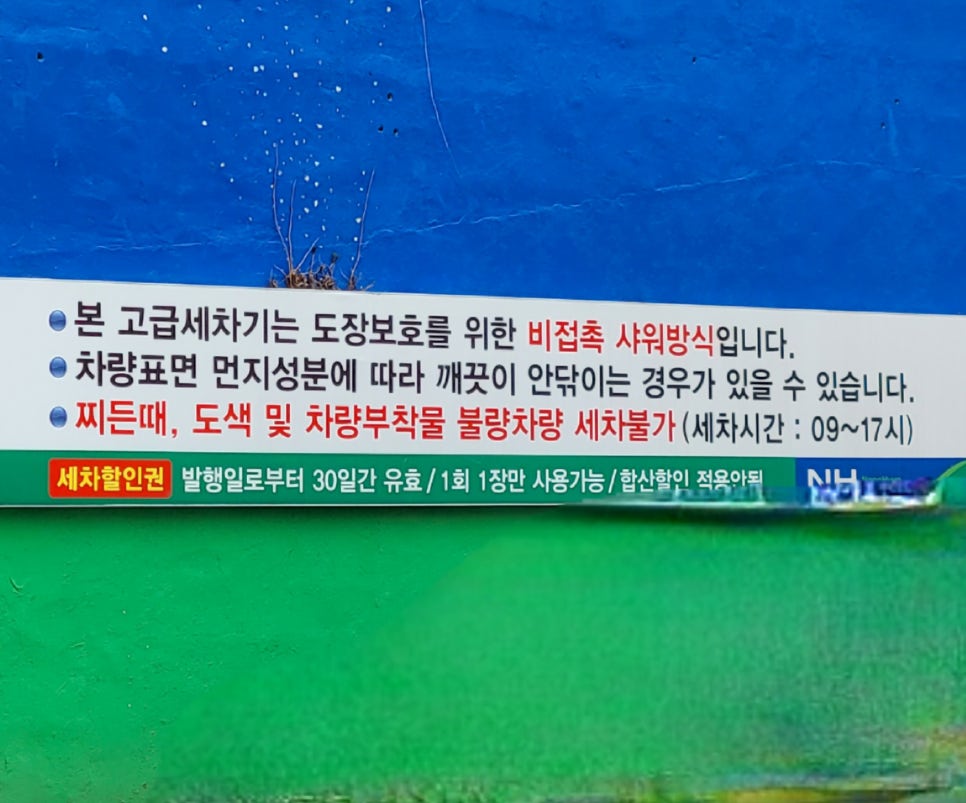 본 고급세차기는 도장보호를 위한 비접촉 샤워방식입니다.
차량표면 먼지성분에 따라 깨끗이 안닦이는 경우가 있을 수 있습니다.
찌든때, 도색 및 차량부착물 불량차량 세차불가 (세차시간 : 09~17시)
세차할인권 발행일로부터 30일간 유효 / 1회 1장만 사용가능 / 합산할인 적용안됨
NH